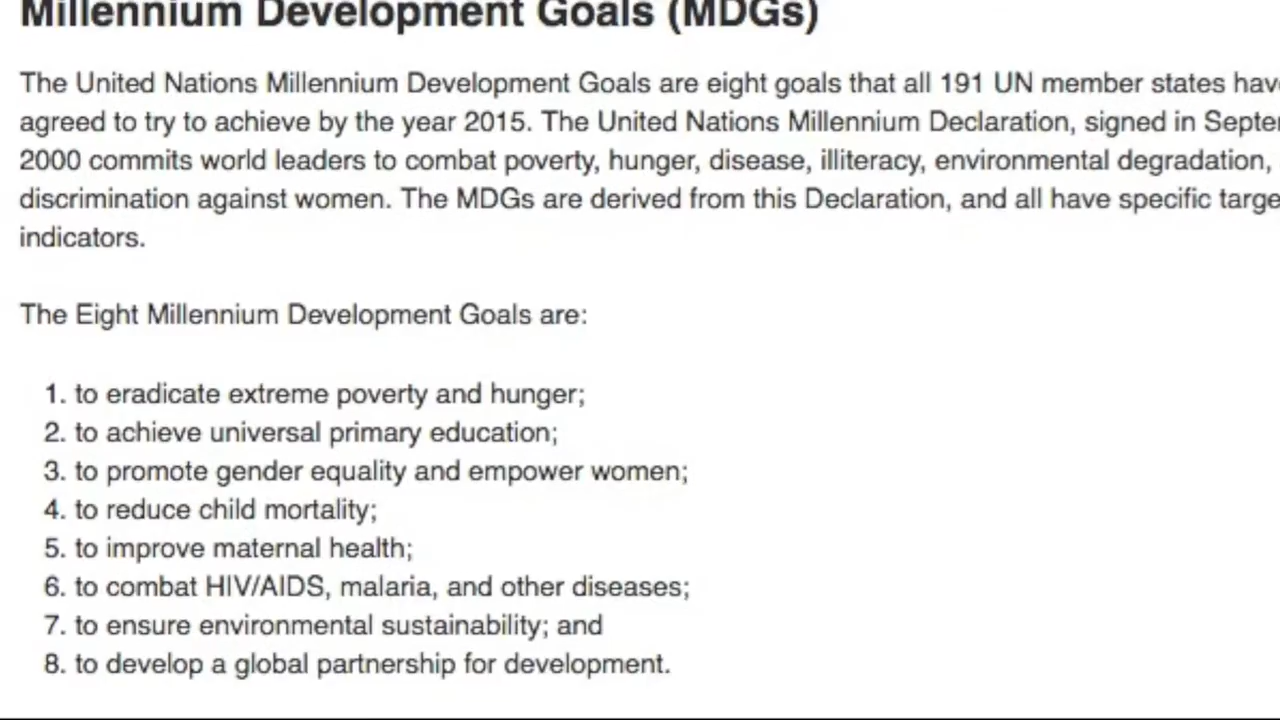 Millennium Development Goals (MDGs)
The United Nations Millennium Development Goals are eight goals that all 191 UN member states
agreed to try to achieve by the year 2015. The United Nations Millennium Declaration, signed in
2000 commits world leaders to combat poverty, hunger, disease, illiteracy, environmental degradation,
discrimination against women. The MDGs are derived from this Declaration, and all have specific
indicators.
The Eight Millennium Development Goals are:
1. to eradicate extreme poverty and hunger;
2. to achieve universal primary education;
3. to promote gender equality and empower women;
4. to reduce child mortality;
5. to improve maternal health;
6. to combat HIV/AIDS, malaria, and other diseases;
7. to ensure environmental sustainability; and
8. to develop a global partnership for development.